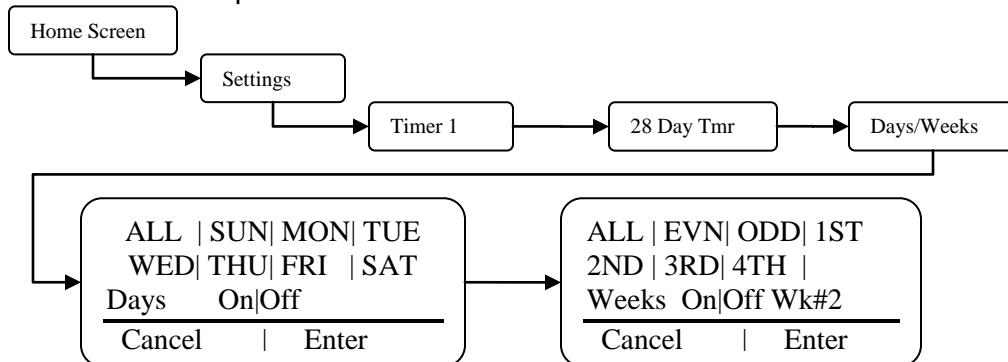 Home Screen
Settings
Timer 1
28 Day Tmr
Days/Weeks
ALL | SUN| MON| TUE
WED| THU| FRI | SAT
Days On|Off
Cancel | Enter
ALL | EVN| ODD| 1ST
2ND | 3RD| 4TH |
Weeks On|Off Wk#2
Cancel | Enter